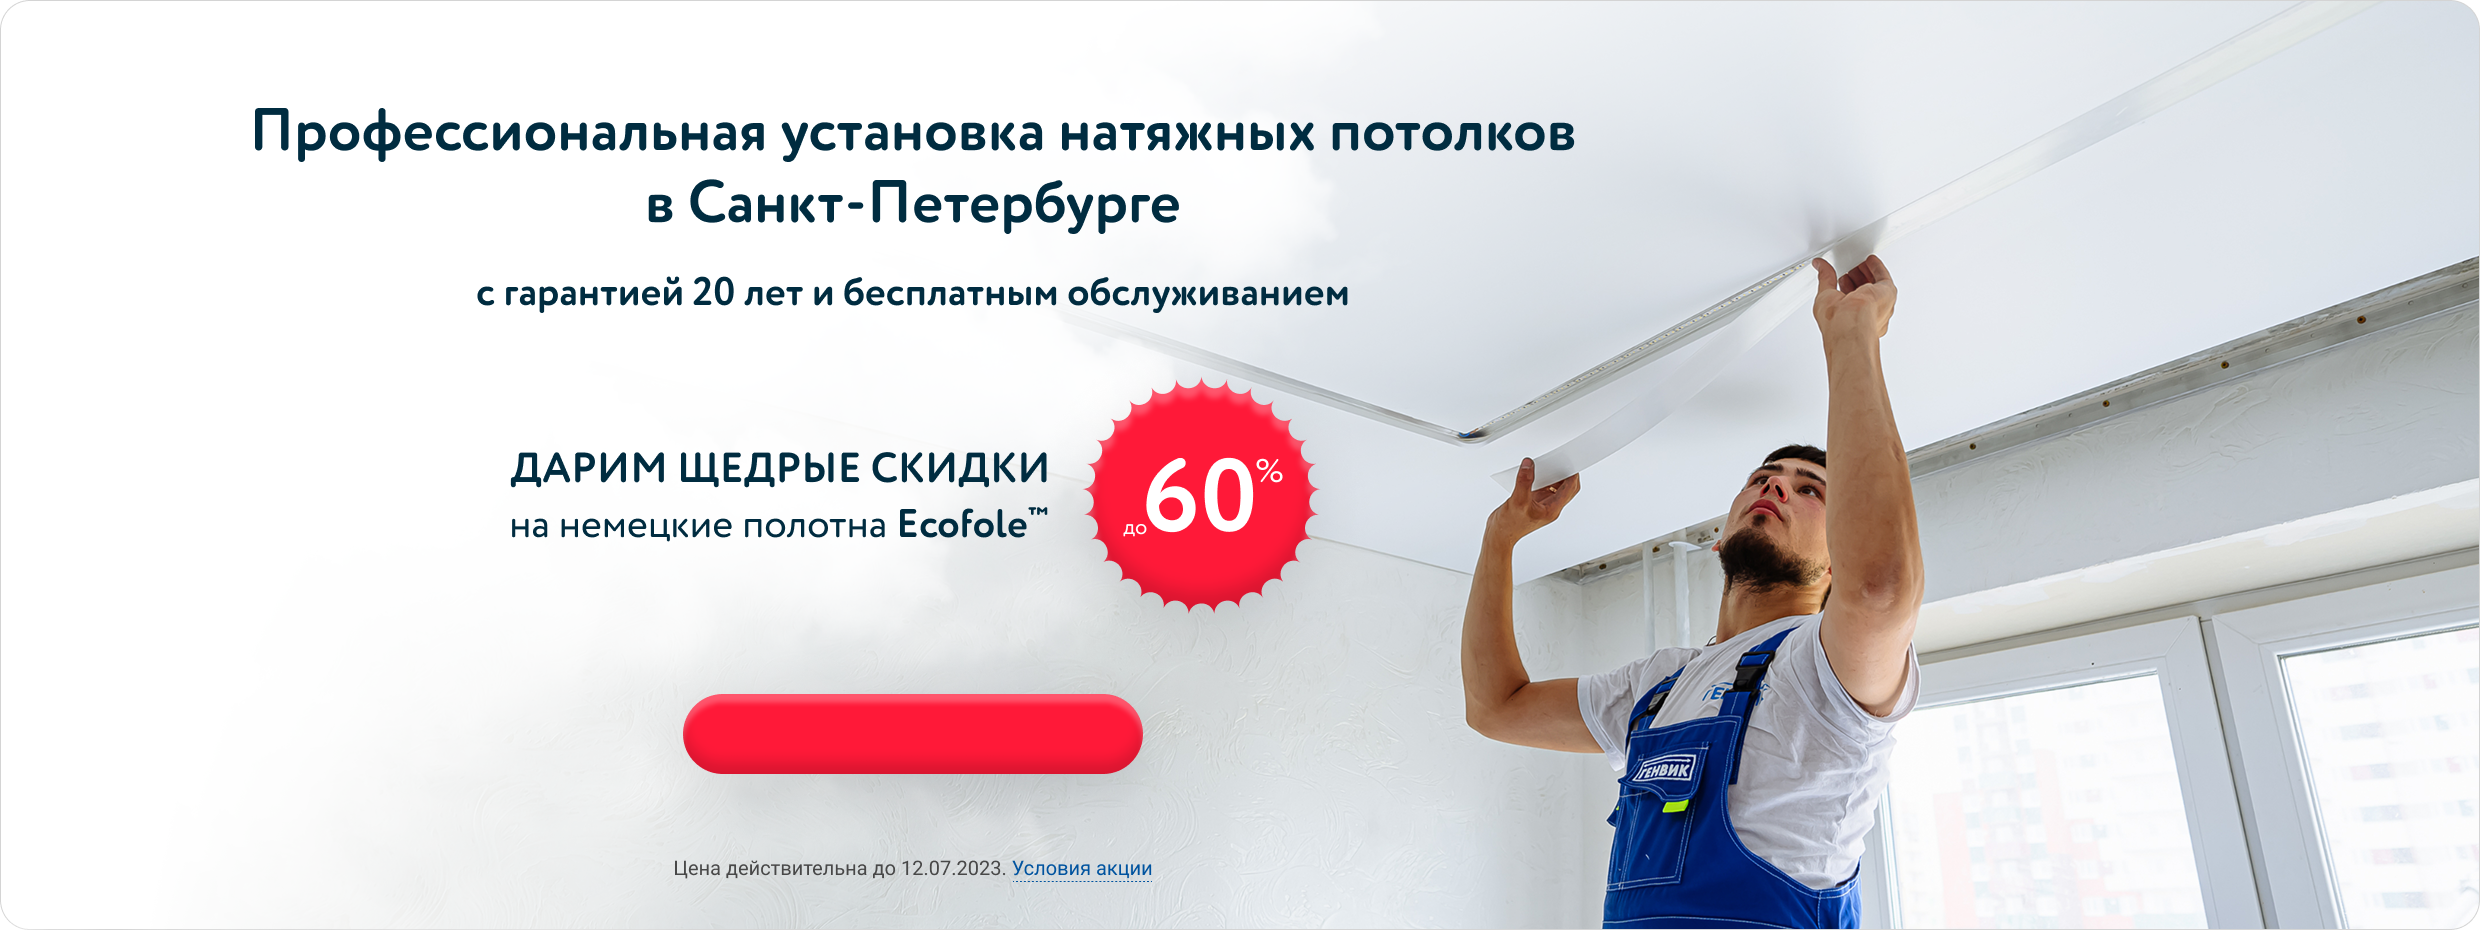 Профессиональная установка натяжных потолков
в Санкт-Петербурге
с гарантией 20 лет и бесплатным обслуживанием
ДАРИМ ЩЕДРЫЕ СКИДКИ
на немецкие полотна Ecofole™
до 60%
Цена действительна до 12.07.2023. Условия акции
ГЕНВИК